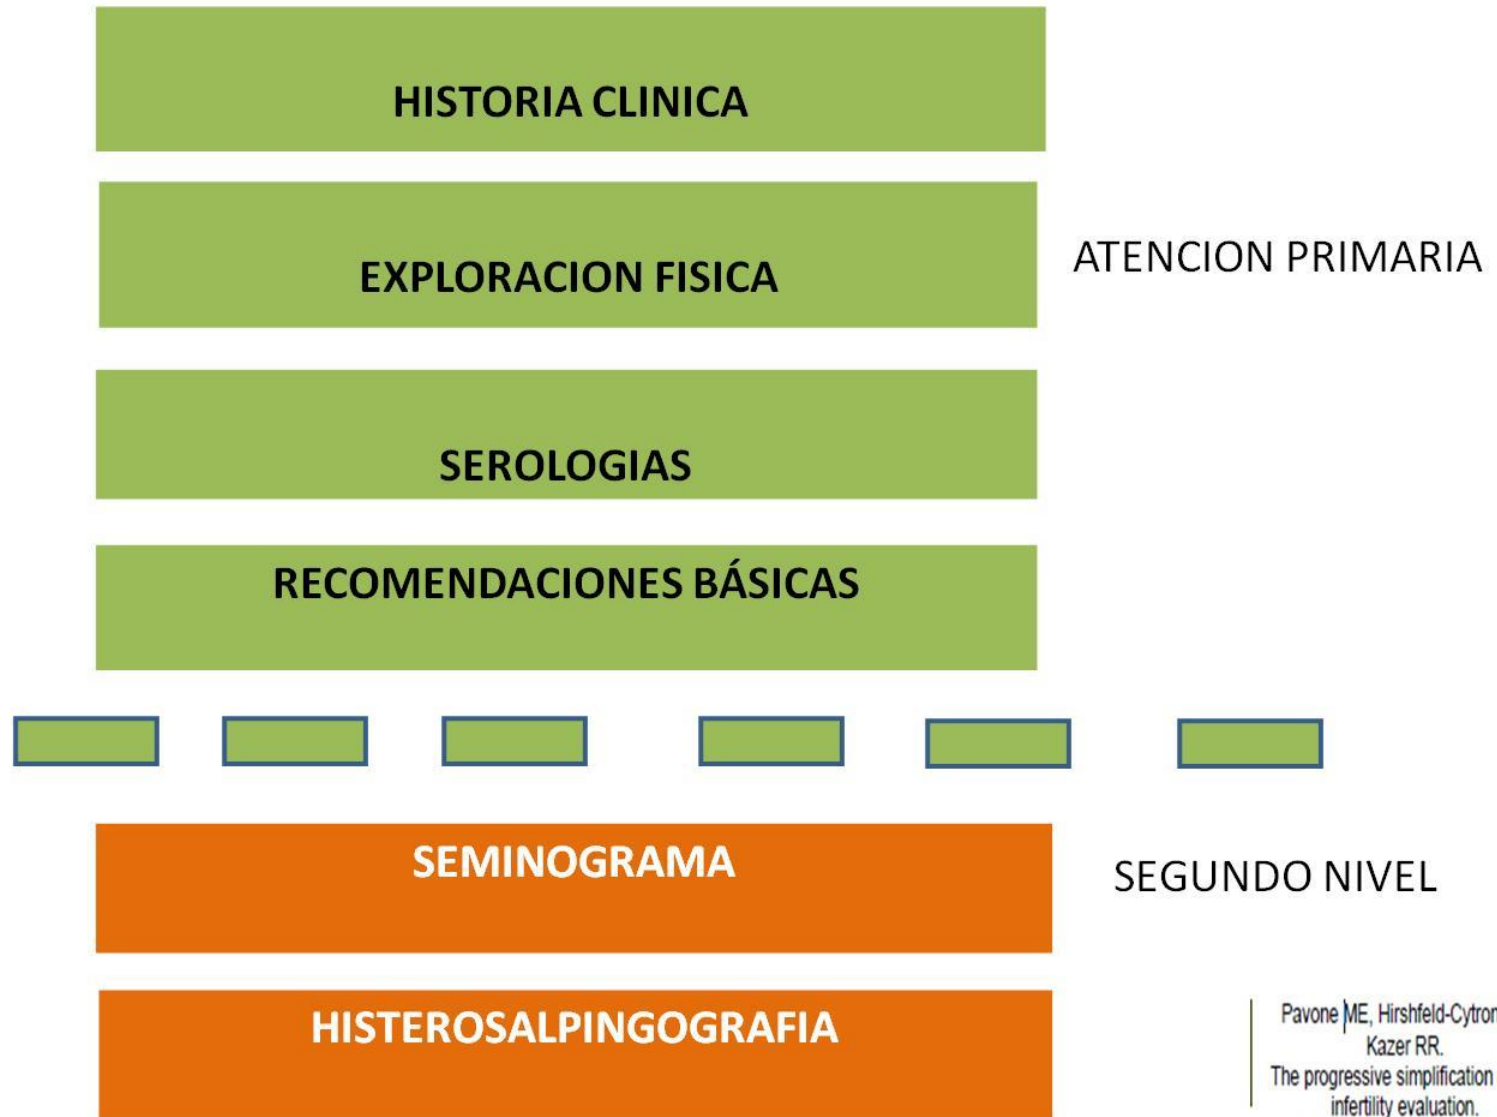 HISTORIA CLINICA
EXPLORACION FISICA
ATENCION PRIMARIA
SEROLOGIAS
RECOMENDACIONES BÁSICAS
SEMINOGRAMA
SEGUNDO NIVEL
HISTEROSALPINGOGRAFIA
Pavone ME, Hirshfeld-Cytron
Kazer RR.
The progressive simplification
infertility evaluation.